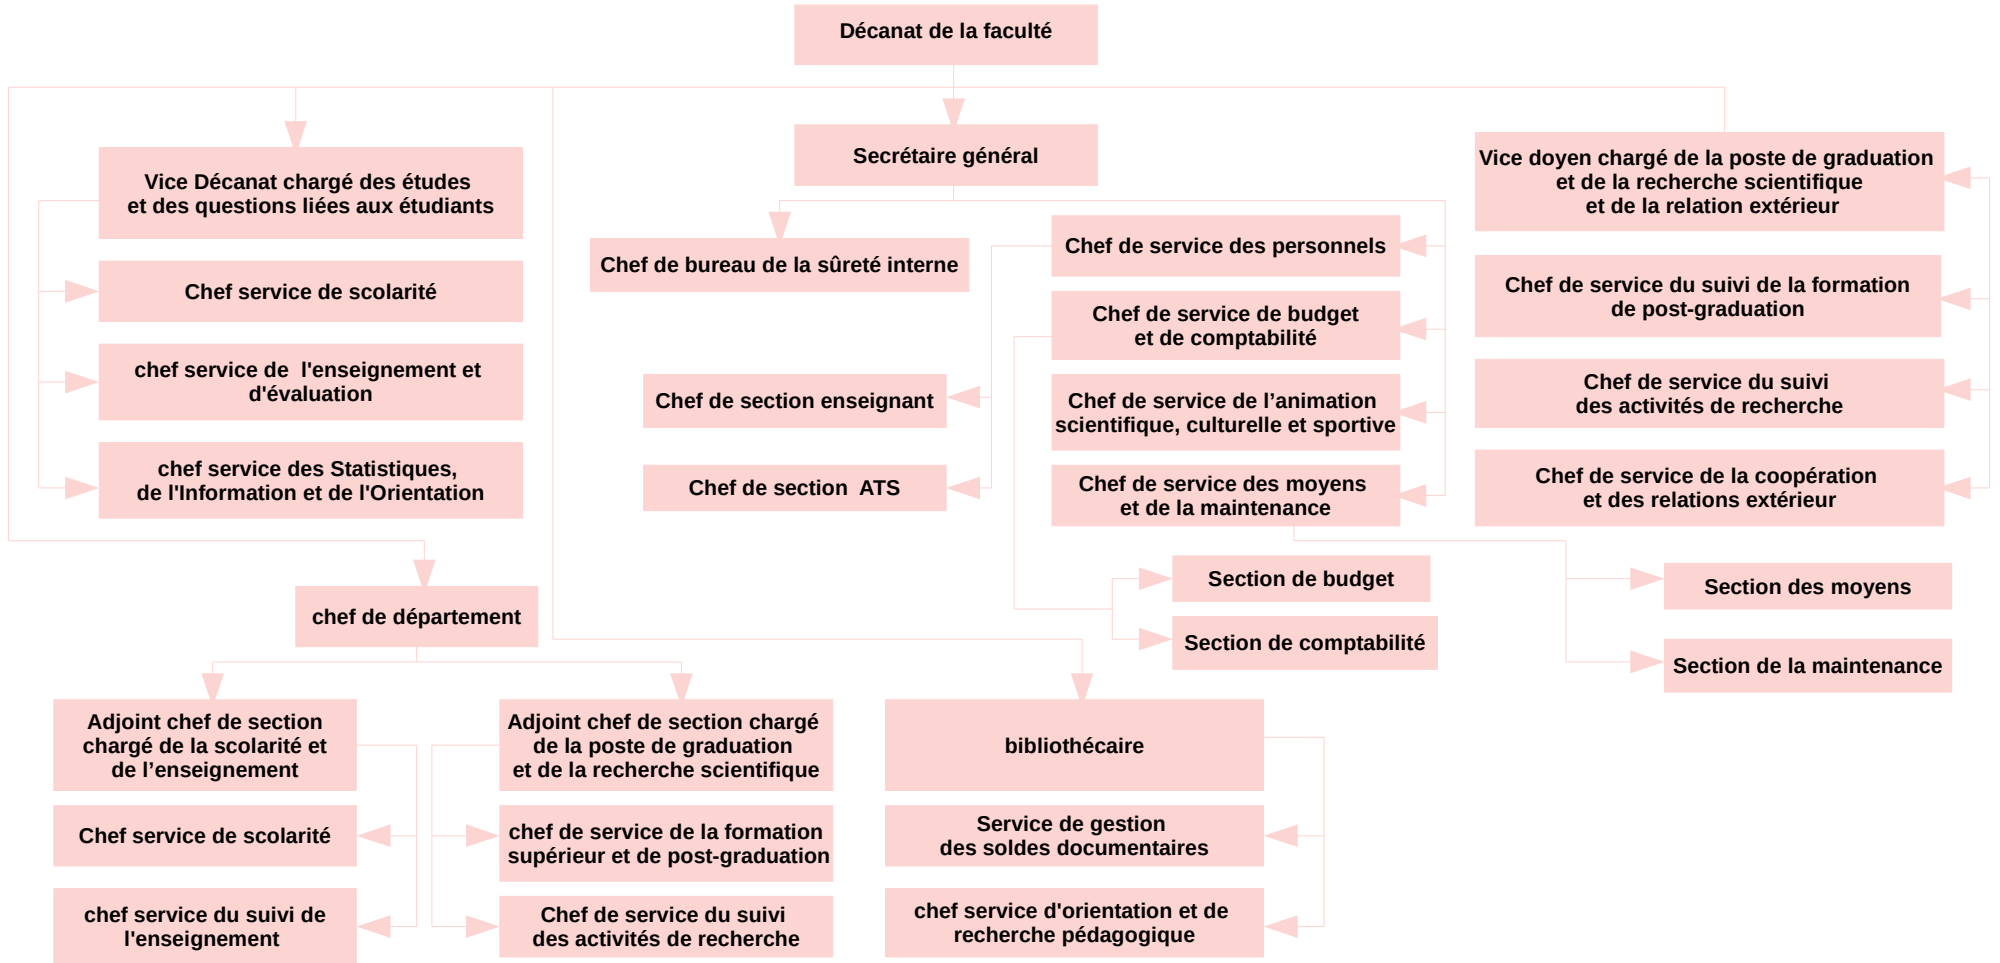 Décanat de la faculté
Secrétaire général
Vice Décanat chargé des études
et des questions liées aux étudiants
Chef service de scolarité
chef service de  l'enseignement et
d'évaluation
chef service des Statistiques,
de l'Information et de l'Orientation
Chef de bureau de la sûreté interne
Chef de service des personnels
Chef de service de budget
et de comptabilité
Chef de service de l’animation
scientifique, culturelle et sportive
Chef de service des moyens
et de la maintenance
Chef de section enseignant
Chef de section  ATS
Vice doyen chargé de la poste de graduation
et de la recherche scientifique
et de la relation extérieur
Chef de service du suivi de la formation
de post-graduation
Chef de service du suivi
des activités de recherche
Chef de service de la coopération
et des relations extérieur
Section de budget
Section de comptabilité
Section des moyens
Section de la maintenance
chef de département
Adjoint chef de section
chargé de la scolarité et
de l’enseignement
Chef service de scolarité
chef service du suivi de
l'enseignement
Adjoint chef de section chargé
de la poste de graduation
et de la recherche scientifique
chef de service de la formation
supérieur et de post-graduation
Chef de service du suivi
des activités de recherche
bibliothécaire
Service de gestion
des soldes documentaires
chef service d'orientation et de
recherche pédagogique